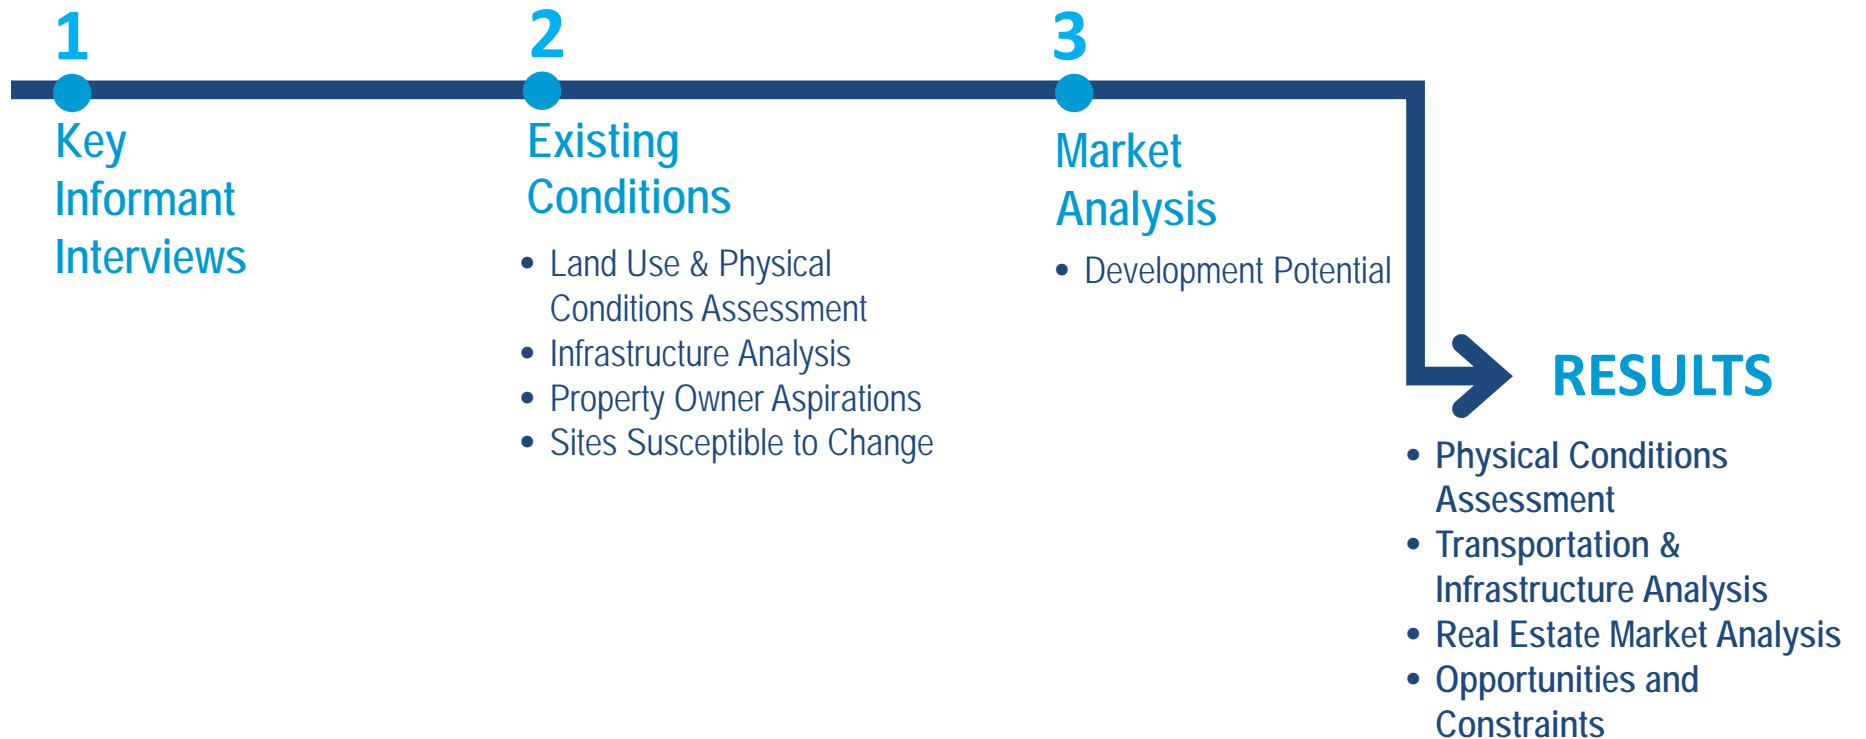 1
Key
Informant
Interviews
2
Existing
Conditions
• Land Use & Physical
Conditions Assessment
• Infrastructure Analysis
• Property Owner Aspirations
• Sites Susceptible to Change
3
Market
Analysis
• Development Potential
RESULTS
• Physical Conditions
Assessment
• Transportation &
Infrastructure Analysis
• Real Estate Market Analysis
• Opportunities and
Constraints